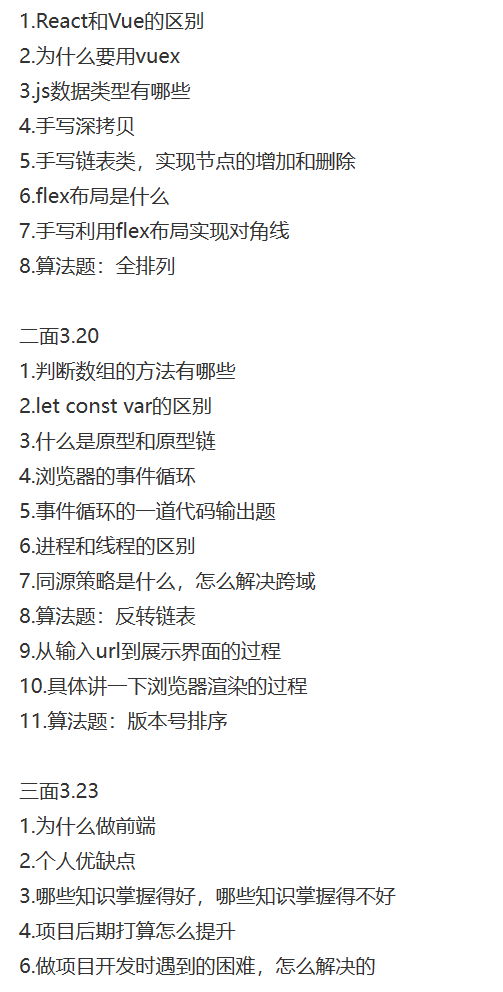 1.React和Vue的区别
2.为什么要用vuex
3.js数据类型有哪些
4.手写深拷贝
5.手写链表类，实现节点的增加和删除
6.flex布局是什么
7.手写利用flex布局实现对角线
8.算法题：全排列
二面3.20
1.判断数组的方法有哪些
2.let const var的区别
3.什么是原型和原型链
4.浏览器的事件循环
5.事件循环的一道代码输出题
6.进程和线程的区别
7.同源策略是什么，怎么解决跨域
8.算法题：反转链表
9.从输入url到展示界面的过程
10.具体讲一下浏览器渲染的过程
11.算法题：版本号排序
三面3.23
1.为什么做前端
2.个人优缺点
3.哪些知识掌握得好，哪些知识掌握得不好
4.项目后期打算怎么提升
6.做项目开发时遇到的困难，怎么解决的